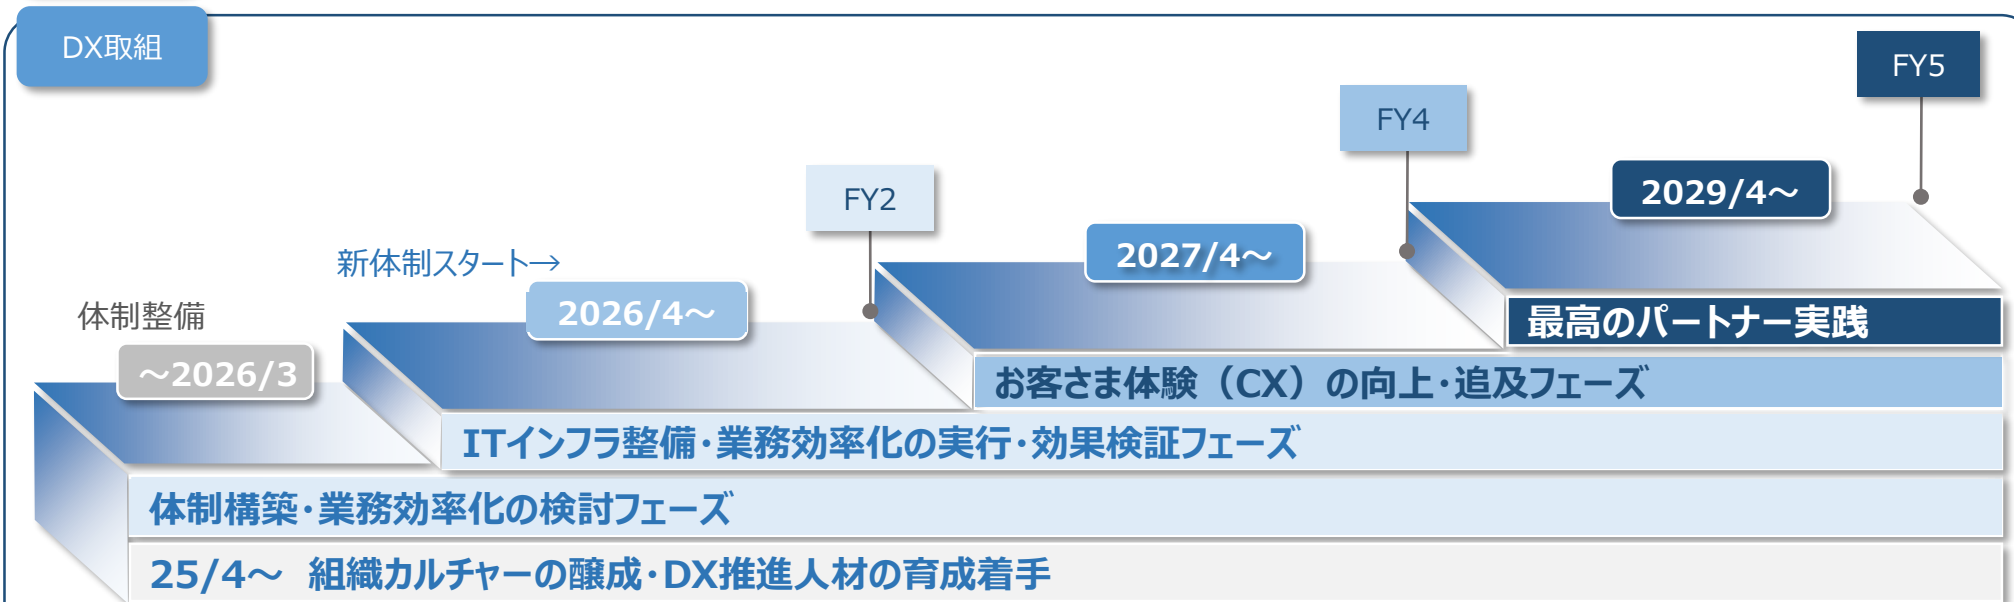 DX取組
FY5
FY4
FY2
2029/4～
2027/4～
新体制スタート→
2026/4～
体制整備
～2026/3
最高のパートナー実践
お客さま体験（CX）の向上・追及フェーズ
ITインフラ整備・業務効率化の実行・効果検証フェーズ
体制構築・業務効率化の検討フェーズ
25/4～ 組織カルチャーの醸成・DX推進人材の育成着手